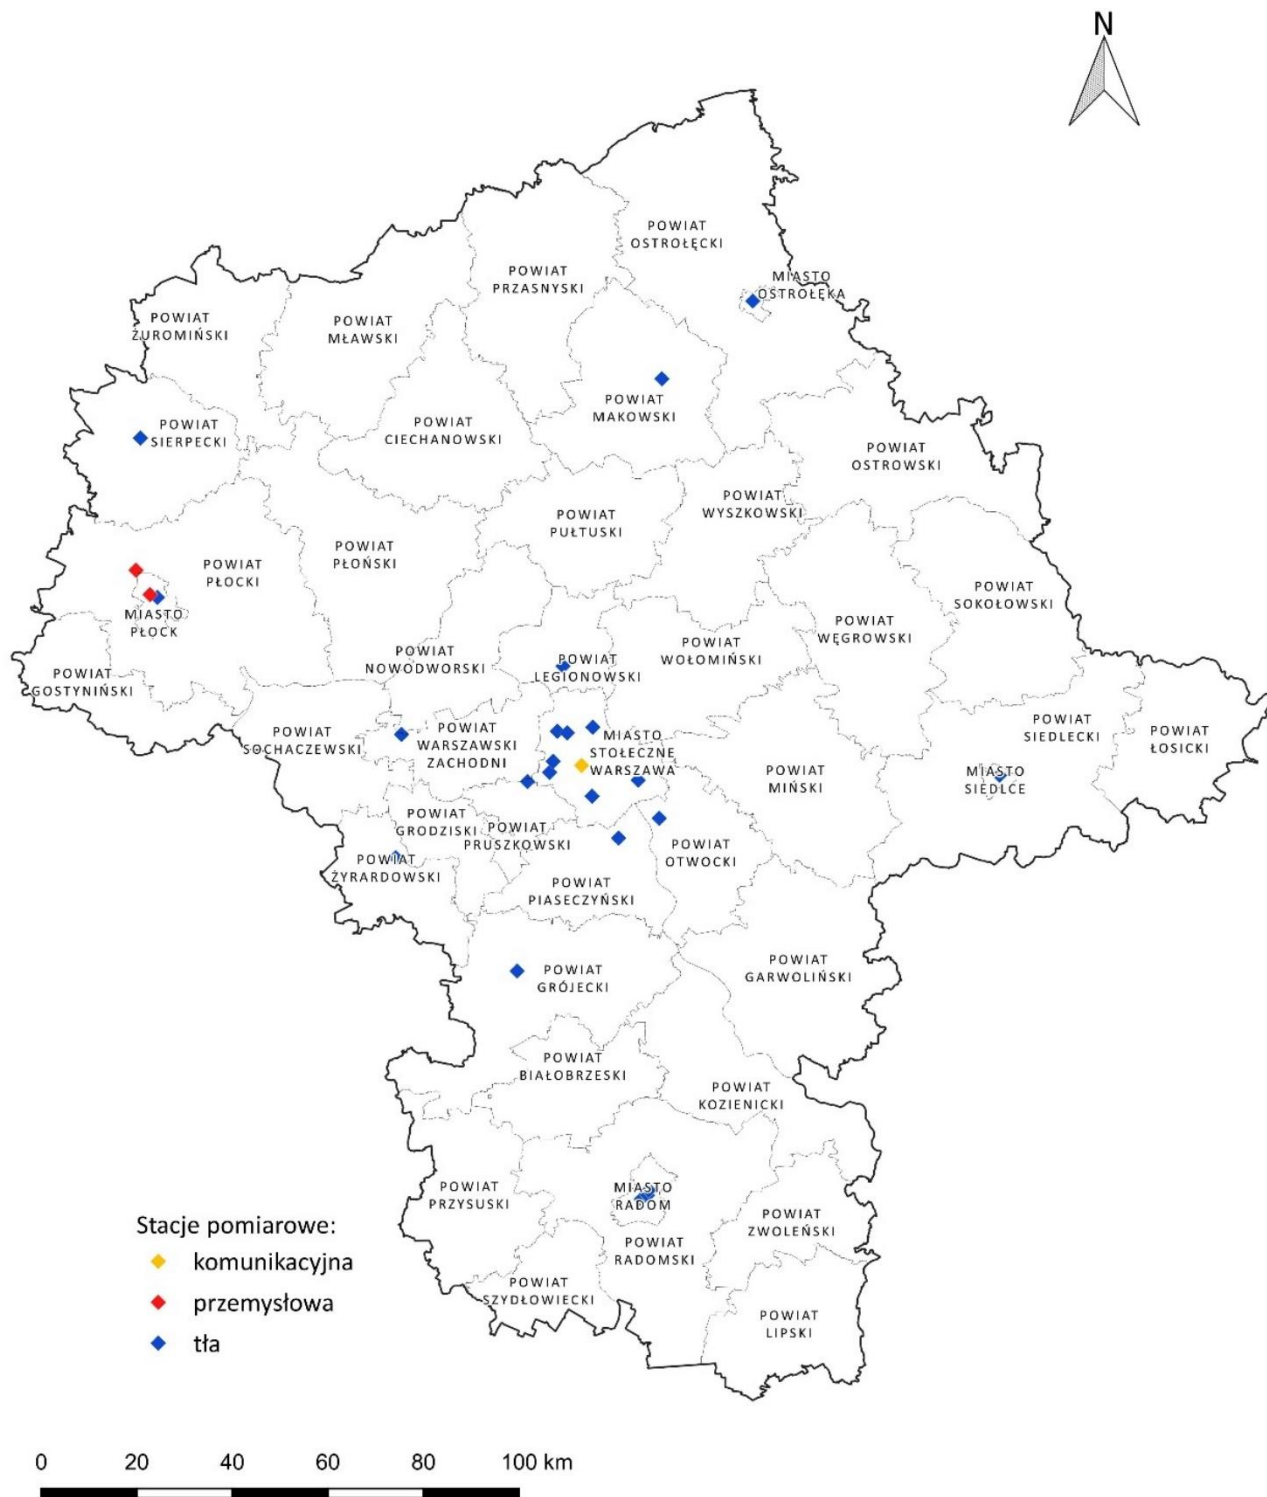 N
POWIAT
OSTROŁĘCKI
POWIAT
PRZASNYSKI
MIASTO
OSTROŁĘKA
POWIAT
ŻUROMIŃSKI
POWIAT
MŁAWSKI
POWIAT
MAKOWSKI
POWIAT
SIERPECKI
POWIAT
CIECHANOWSKI
POWIAT
OSTROWSKI
POWIAT
WYSZKOWSKI
POWIAT
PUŁTUSKI
POWIAT
PŁOŃSKI
POWIAT
PŁOCKI
POWIAT
SOKOŁOWSKI
MIASTO
PŁOCK
POWIAT
WĘGROWSKI
POWIAT
WOŁOMIŃSKI
POWIAT
NOWODWORSKI
POWIAT
LEGIONOWSKI
POWIAT
GOSTYNIŃSKI
POWIAT
SOCHACZEWSKI
POWIAT
WARSZAWSKI
ZACHODNI
MIASTO
STOŁECZNE
WARSZAWA
POWIAT
SIEDLECKI
POWIAT
ŁOSICKI
POWIAT
MIŃSKI
MIASTO
SIEDLCE
POWIAT
GRODZISKI
POWIAT
PRUSZKOWSKI
POWIAT
OTWOCKI
POWIAT
ŻYRARDOWSKI
POWIAT
PIASECZYŃSKI
POWIAT
GRÓJECKI
POWIAT
GARWOLIŃSKI
POWIAT
BIAŁOBRZESKI
POWIAT
KOZIENICKI
POWIAT
PRZYSUSKI
MIASTO
RADOM
POWIAT
ZWOLEŃSKI
POWIAT
RADOMSKI
POWIAT
SZYDŁOWIECKI
POWIAT
LIPSKI
Stacje pomiarowe:
komunikacyjna
przemysłowa
tła
0 20 40 60 80 100 km